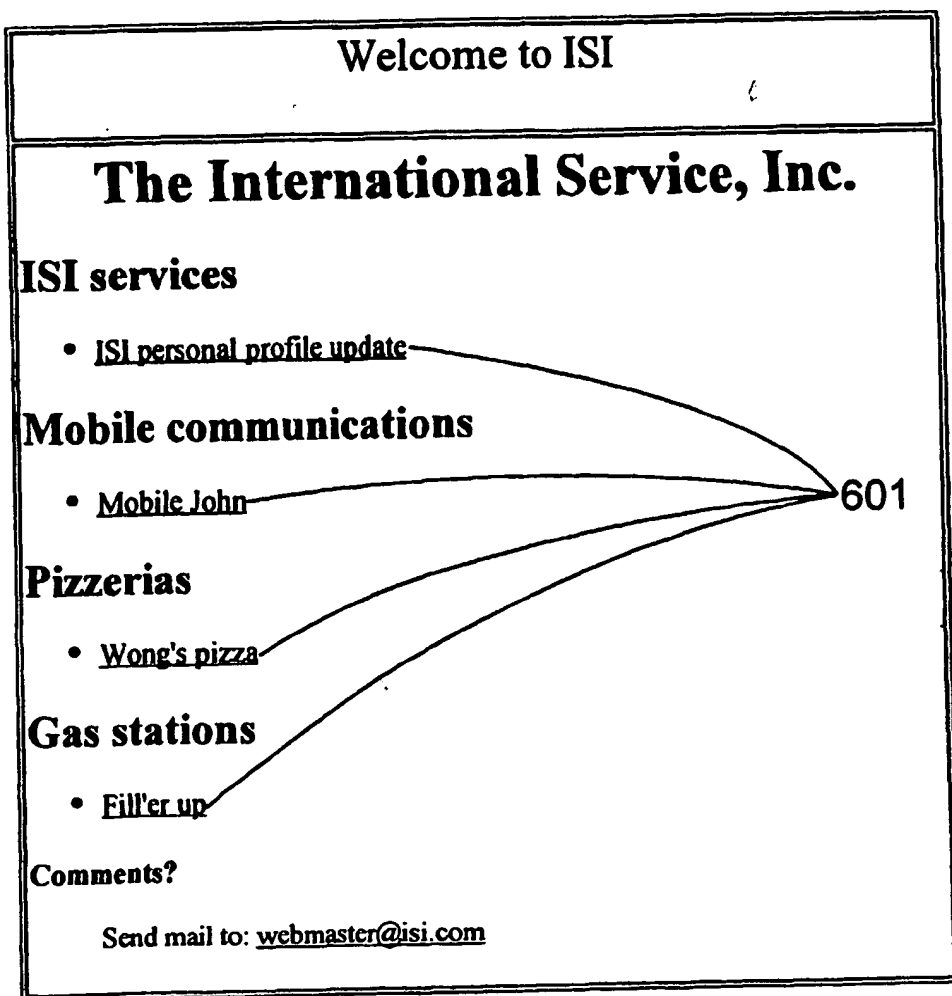 Welcome to ISI
The International Service, Inc.
ISI services
• ISI personal profile update
Mobile communications
• Mobile John
601
Pizzerias
• Wong's pizza
Gas stations
• Fill'er up
Comments?
Send mail to: webmaster@isi.com